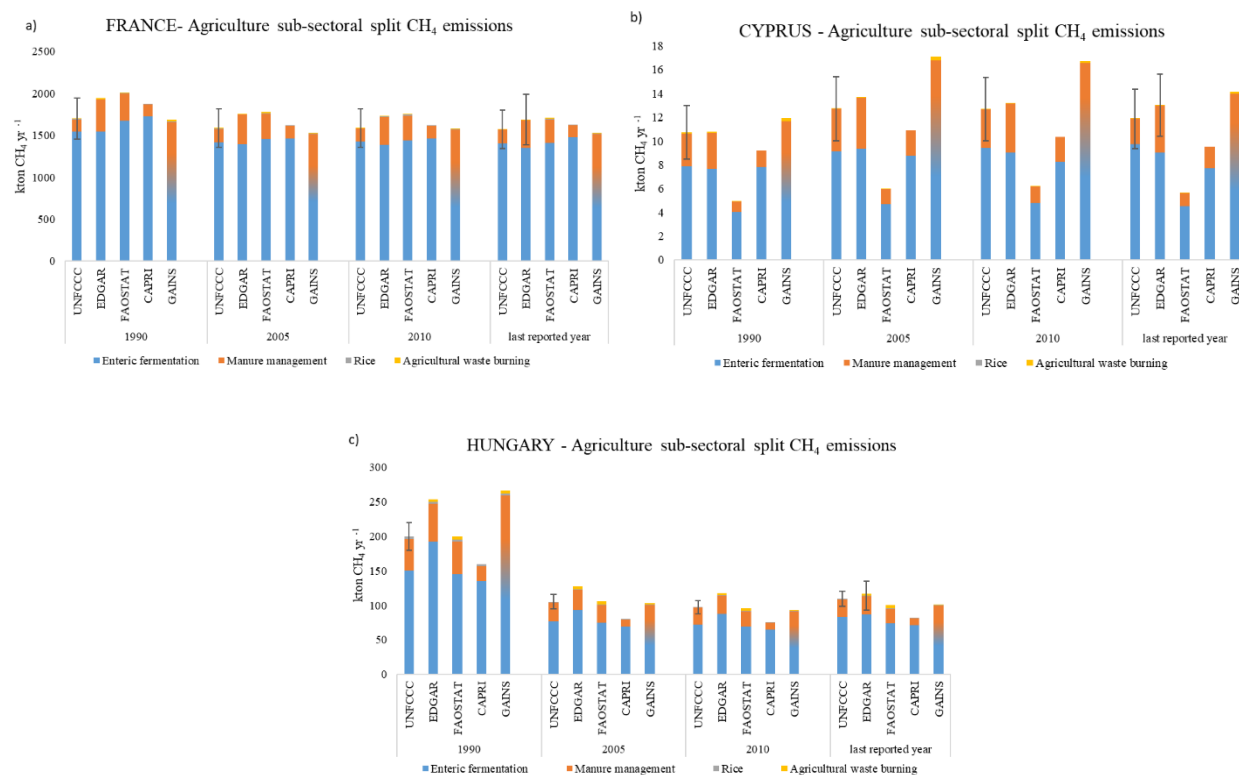 a)
FRANCE- Agriculture sub-sectoral split CH4 emissions
kton CH4 yr -1
2500
2000
1500
1000
500
0
UNFCCC EDGAR FAOSTAT CAPRI GAINS UNFCCC EDGAR FAOSTAT CAPRI GAINS UNFCCC EDGAR FAOSTAT CAPRI GAINS UNFCCC EDGAR FAOSTAT CAPRI GAINS
1990 2005 2010 last reported year
Enteric fermentation Manure management Rice Agricultural waste burning
b)
CYPRUS - Agriculture sub-sectoral split CH4 emissions
kton CH4 yr -1
18
16
14
12
10
8
6
4
2
0
UNFCCC EDGAR FAOSTAT CAPRI GAINS UNFCCC EDGAR FAOSTAT CAPRI GAINS UNFCCC EDGAR FAOSTAT CAPRI GAINS UNFCCC EDGAR FAOSTAT CAPRI GAINS
1990 2005 2010 last reported year
Enteric fermentation Manure management Rice Agricultural waste burning
c)
HUNGARY - Agriculture sub-sectoral split CH4 emissions
kton CH4 yr -1
300
250
200
150
100
50
0
UNFCCC EDGAR FAOSTAT CAPRI GAINS UNFCCC EDGAR FAOSTAT CAPRI GAINS UNFCCC EDGAR FAOSTAT CAPRI GAINS UNFCCC EDGAR FAOSTAT CAPRI GAINS
1990 2005 2010 last reported year
Enteric fermentation Manure management Rice Agricultural waste burning